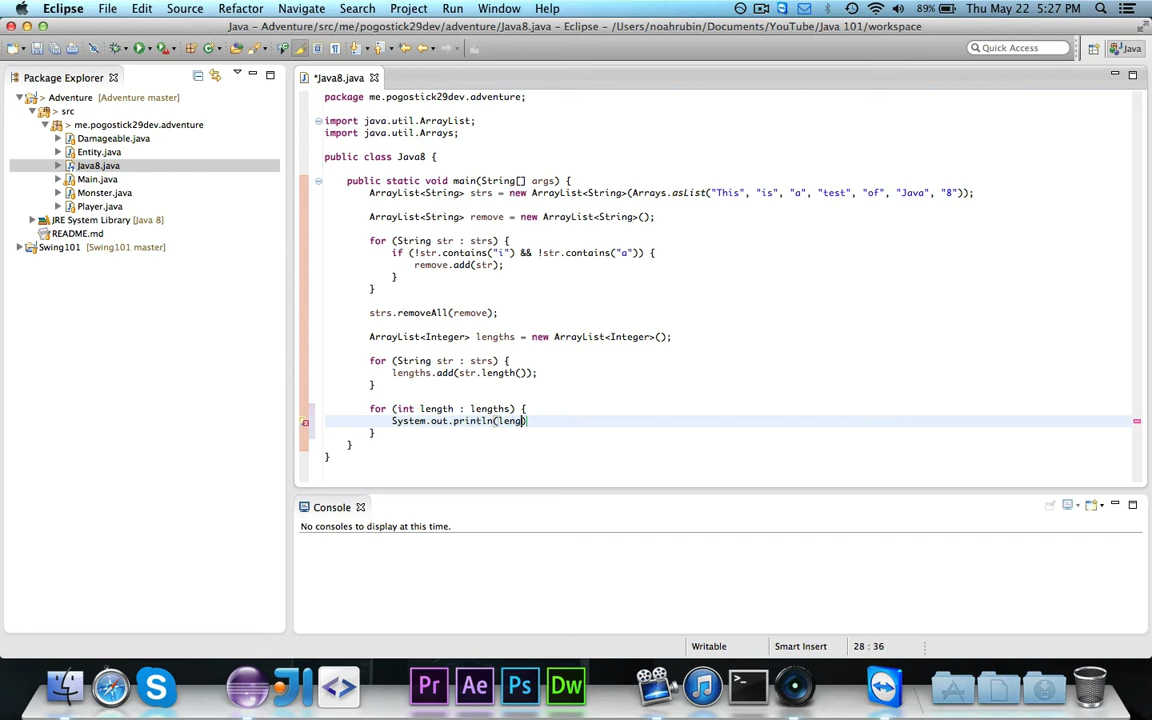 Eclipse File Edit Source Refactor Navigate Search Project Run Window Help 89% Thu May 22 5:27 PM
Java – Adventure/src/me/pogostick29dev/adventure/Java8.java – Eclipse – /Users/noahrubin/Documents/YouTube/Java 101/workspace
Quick Access Java
Package Explorer
Adventure [Adventure master]
src
me.pogostick29dev.adventure
Damageable.java
Entity.java
Java8.java
Main.java
Monster.java
Player.java
JRE System Library [Java 8]
README.md
Swing101 [Swing101 master]
*Java8.java
package me.pogostick29dev.adventure;
import java.util.ArrayList;
import java.util.Arrays;
public class Java8 {
public static void main(String[] args) {
ArrayList<String> strs = new ArrayList<String>(Arrays.asList("This", "is", "a", "test", "of", "Java", "8"));
ArrayList<String> remove = new ArrayList<String>();
for (String str : strs) {
if (!str.contains("i") && !str.contains("a")) {
remove.add(str);
}
}
strs.removeAll(remove);
ArrayList<Integer> lengths = new ArrayList<Integer>();
for (String str : strs) {
lengths.add(str.length());
}
for (int length : lengths) {
System.out.println(leng)
}
}
}
Console
No consoles to display at this time.
Writable Smart Insert 28 : 36
Pr Ae Ps Dw